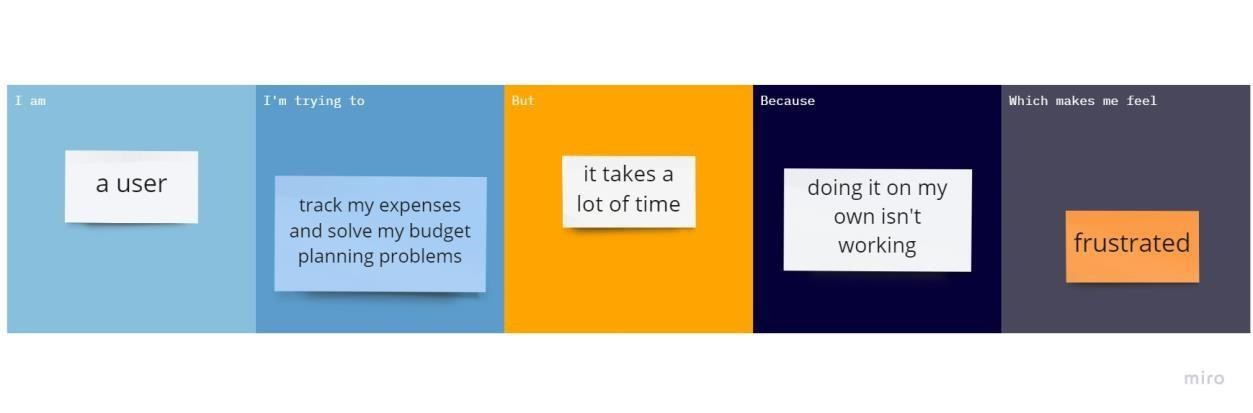 I am
a user
I'm trying to
track my expenses
and solve my budget
planning problems
But
it takes a
lot of time
Because
doing it on my
own isn't
working
Which makes me feel
frustrated
miro